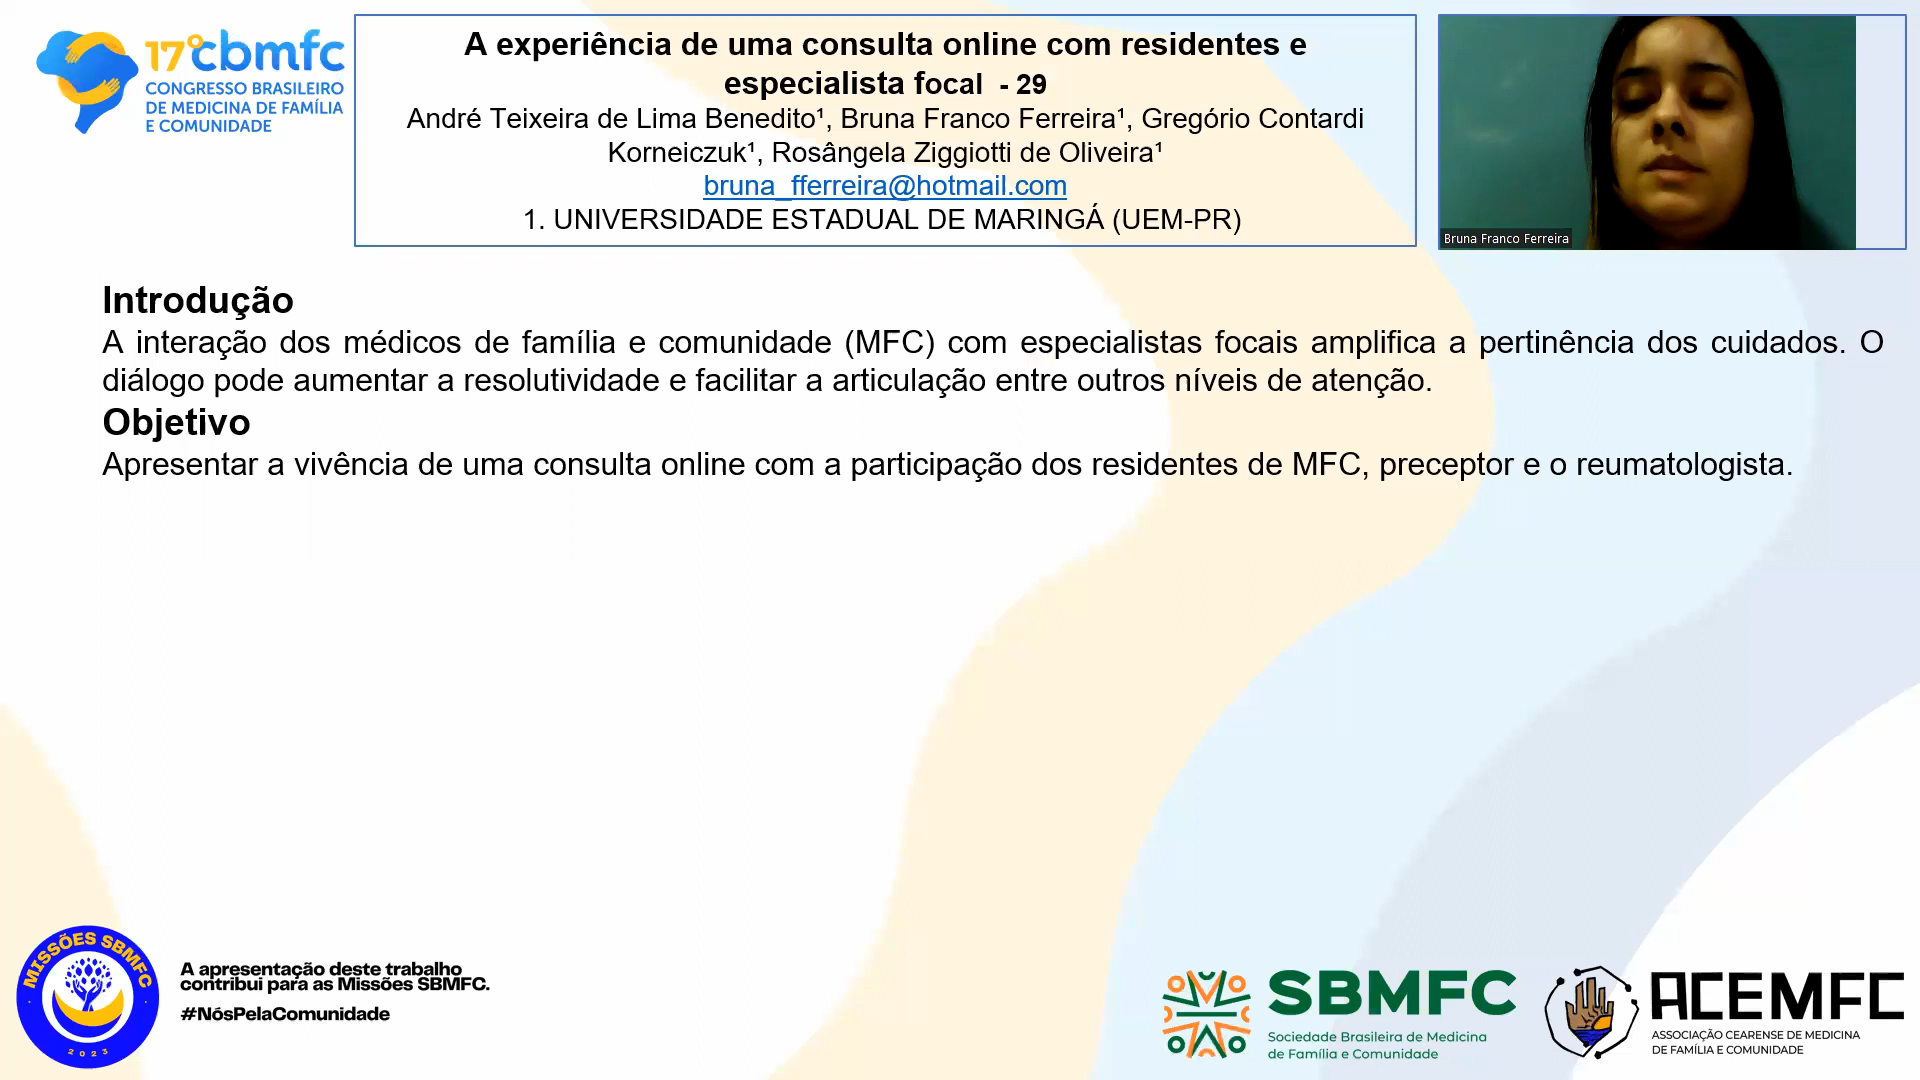 17º cbmfc
CONGRESSO BRASILEIRO
DE MEDICINA DE FAMÍLIA
E COMUNIDADE
A experiência de uma consulta online com residentes e
especialista focal - 29
André Teixeira de Lima Benedito¹, Bruna Franco Ferreira¹, Gregório Contardi
Korneiczuk¹, Rosângela Ziggiotti de Oliveira¹
bruna_fferreira@hotmail.com
1. UNIVERSIDADE ESTADUAL DE MARINGÁ (UEM-PR)
Bruna Franco Ferreira
Introdução
A interação dos médicos de família e comunidade (MFC) com especialistas focais amplifica a pertinência dos cuidados. O
diálogo pode aumentar a resolutividade e facilitar a articulação entre outros níveis de atenção.
Objetivo
Apresentar a vivência de uma consulta online com a participação dos residentes de MFC, preceptor e o reumatologista.
MISSÕES SBMFC
2023
A apresentação deste trabalho
contribui para as Missões SBMFC.
#NósPelaComunidade
SBMFC
Sociedade Brasileira de Medicina
de Família e Comunidade
ACEMFC
ASSOCIAÇÃO CEARENSE DE MEDICINA
DE FAMÍLIA E COMUNIDADE